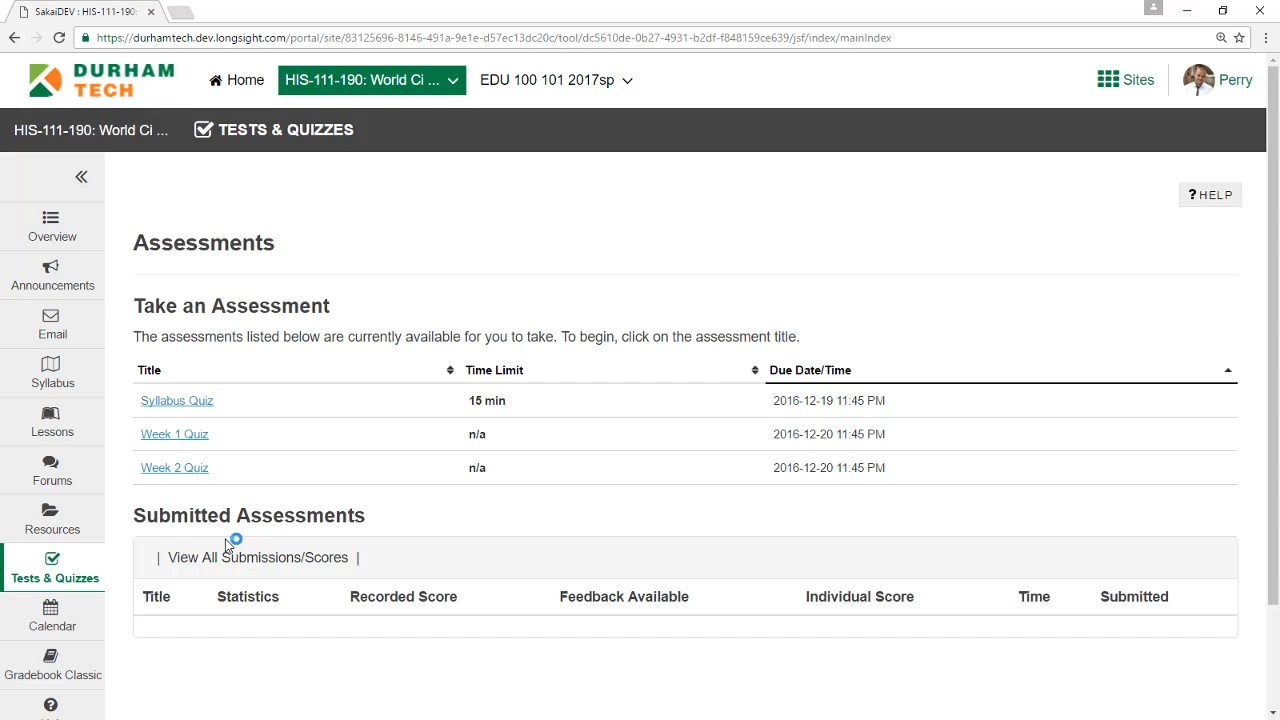 SakaiDEV : HIS-111-190:
https://durhamtech.dev.longsight.com/portal/site/83125696-8146-491a-9e1e-d57ec13dc20c/tool/dc5610de-0b27-4931-b2df-f848159ce639/jsf/index/mainIndex
DURHAM
TECH
Home
HIS-111-190: World Ci ...
EDU 100 101 2017sp
Sites
Perry
HIS-111-190: World Ci ...
TESTS & QUIZZES
? HELP
Overview
Announcements
Email
Syllabus
Lessons
Forums
Resources
Tests & Quizzes
Calendar
Gradebook Classic
Assessments
Take an Assessment
The assessments listed below are currently available for you to take. To begin, click on the assessment title.
Title Time Limit Due Date/Time
Syllabus Quiz 15 min 2016-12-19 11:45 PM
Week 1 Quiz n/a 2016-12-20 11:45 PM
Week 2 Quiz n/a 2016-12-20 11:45 PM
Submitted Assessments
| View All Submissions/Scores |
Title Statistics Recorded Score Feedback Available Individual Score Time Submitted